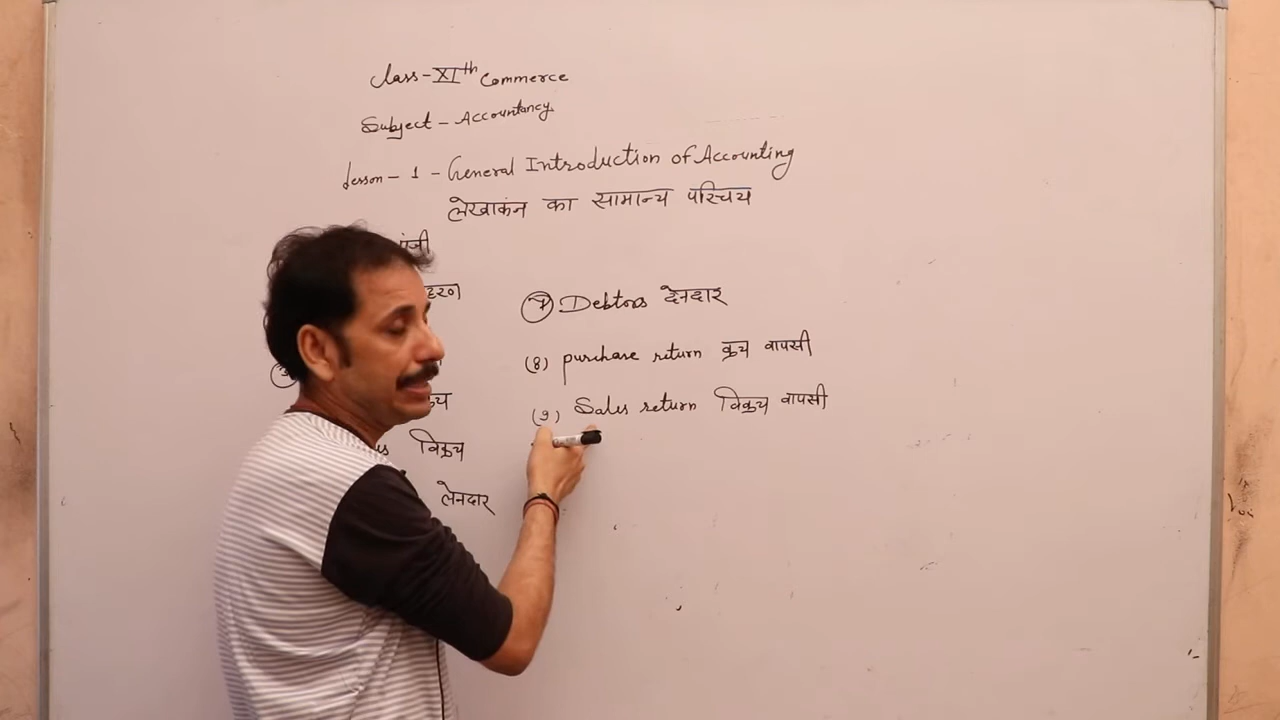 Class - XIth Commerce
Subject - Accountancy
Lesson - 1 - General Introduction of Accounting
लेखाकंन का सामान्य परिचय
विक्रय
लेनदार
(7) Debtors देनदार
(8) purchase return क्रय वापसी
(9) Sales return विक्रय वापसी